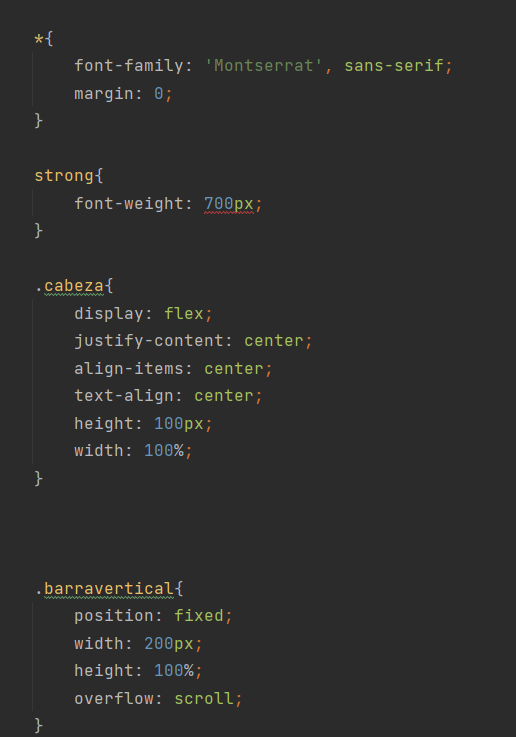 *{
    font-family: 'Montserrat', sans-serif;
    margin: 0;
}
strong{
    font-weight: 700px;
}
.cabeza{
    display: flex;
    justify-content: center;
    align-items: center;
    text-align: center;
    height: 100px;
    width: 100%;
}
.barravertical{
    position: fixed;
    width: 200px;
    height: 100%;
    overflow: scroll;
}